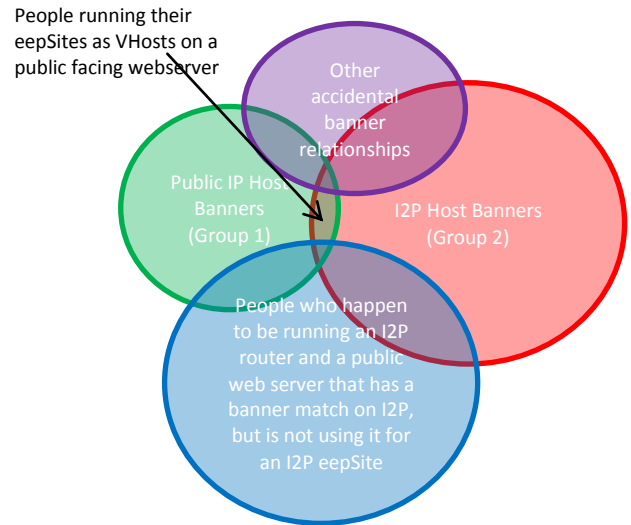 People running their
eepSites as VHosts on a
public facing webserver
Other
accidental
banner
relationships
Public IP Host
Banners
(Group 1)
I2P Host Banners
(Group 2)
People who happen
to be running an I2P
router and a public
web server that has a
banner match on I2P,
but is not using it for
an I2P eepSite